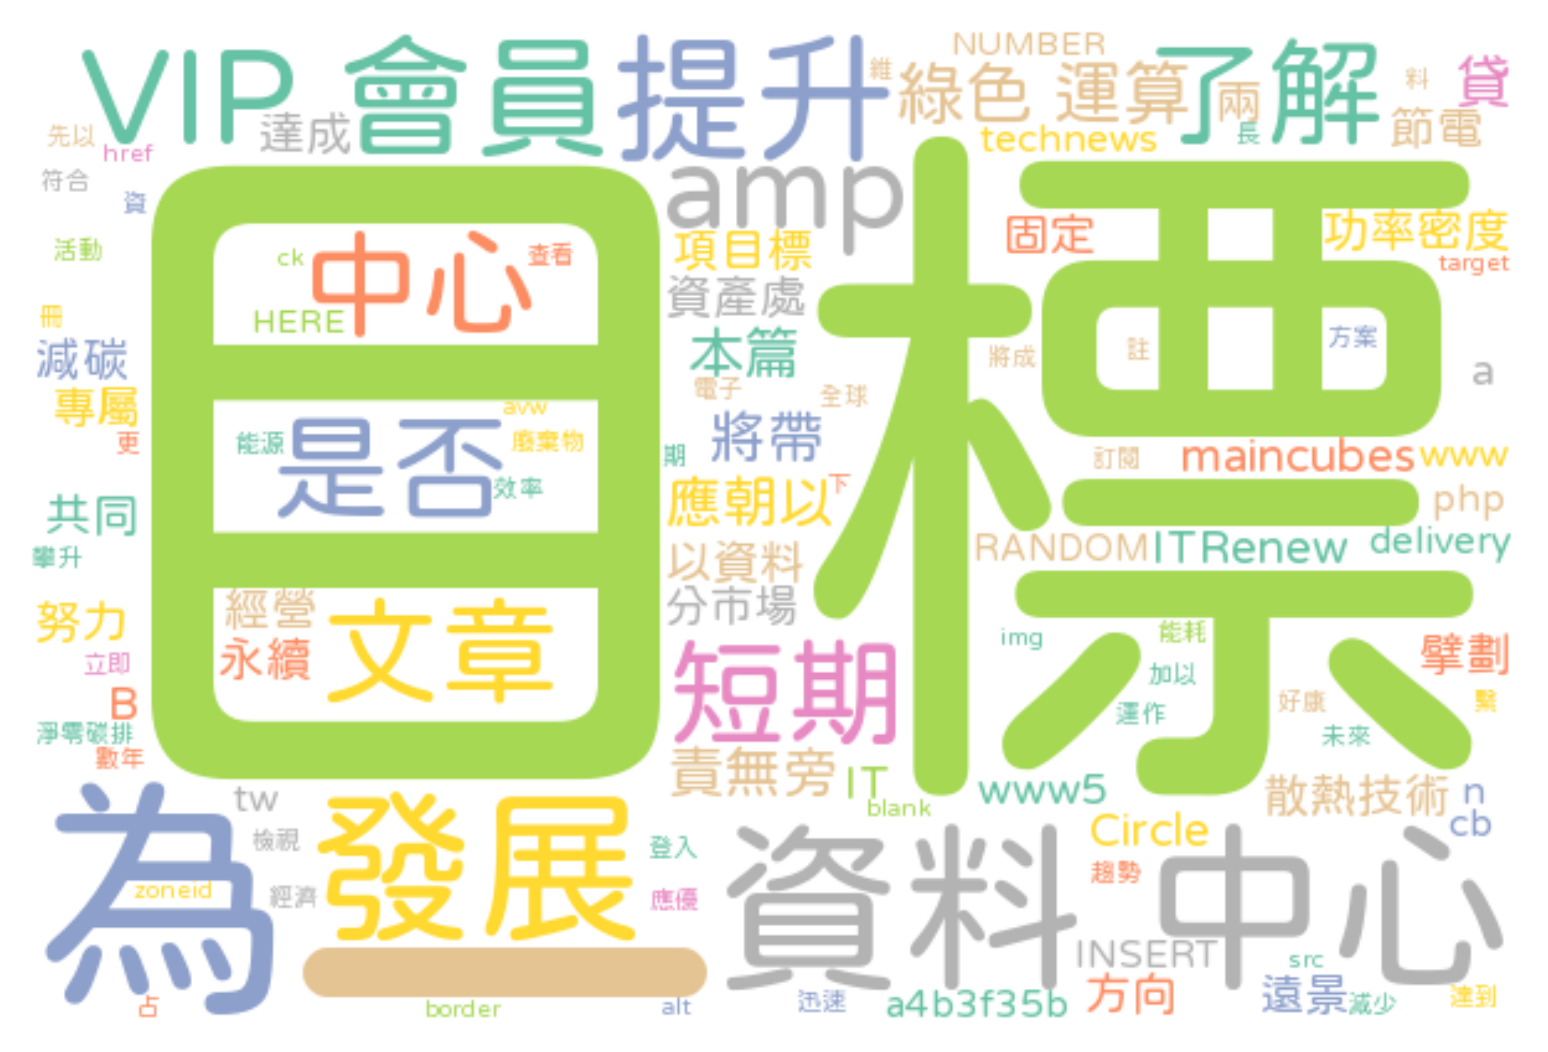 VIP 會員 提升 維 綠色 運算 NUMBER 了解 兩 料 貸
先以 href 達成 technews 長 節電
符合 資 amp 固定 功率密度
活動 ck 中心 查看 項目標 target
HERE 資產處
目標
冊 減碳 本篇 將成 註 方案 a
專屬 avw 電子 全球
更 能源 是否 廢棄物 期 將帶 訂閱 maincubes www
共同 效率 應朝以 下 php
攀升 以資料 RANDOM ITRenew delivery
努力 經營 文章 分市場 img 能耗 擘劃
立即 永續 短期 加以
B 運作 好康 繫
淨零碳排 未來
數年 責無旁 IT www5 散熱技術 n
為 tw 發展 blank Circle cb
檢視 登入 資料中心 趨勢
zoneid 經濟 應優
INSERT src
占 border alt 迅速 a4b3f35b 方向 遠景 減少 達到